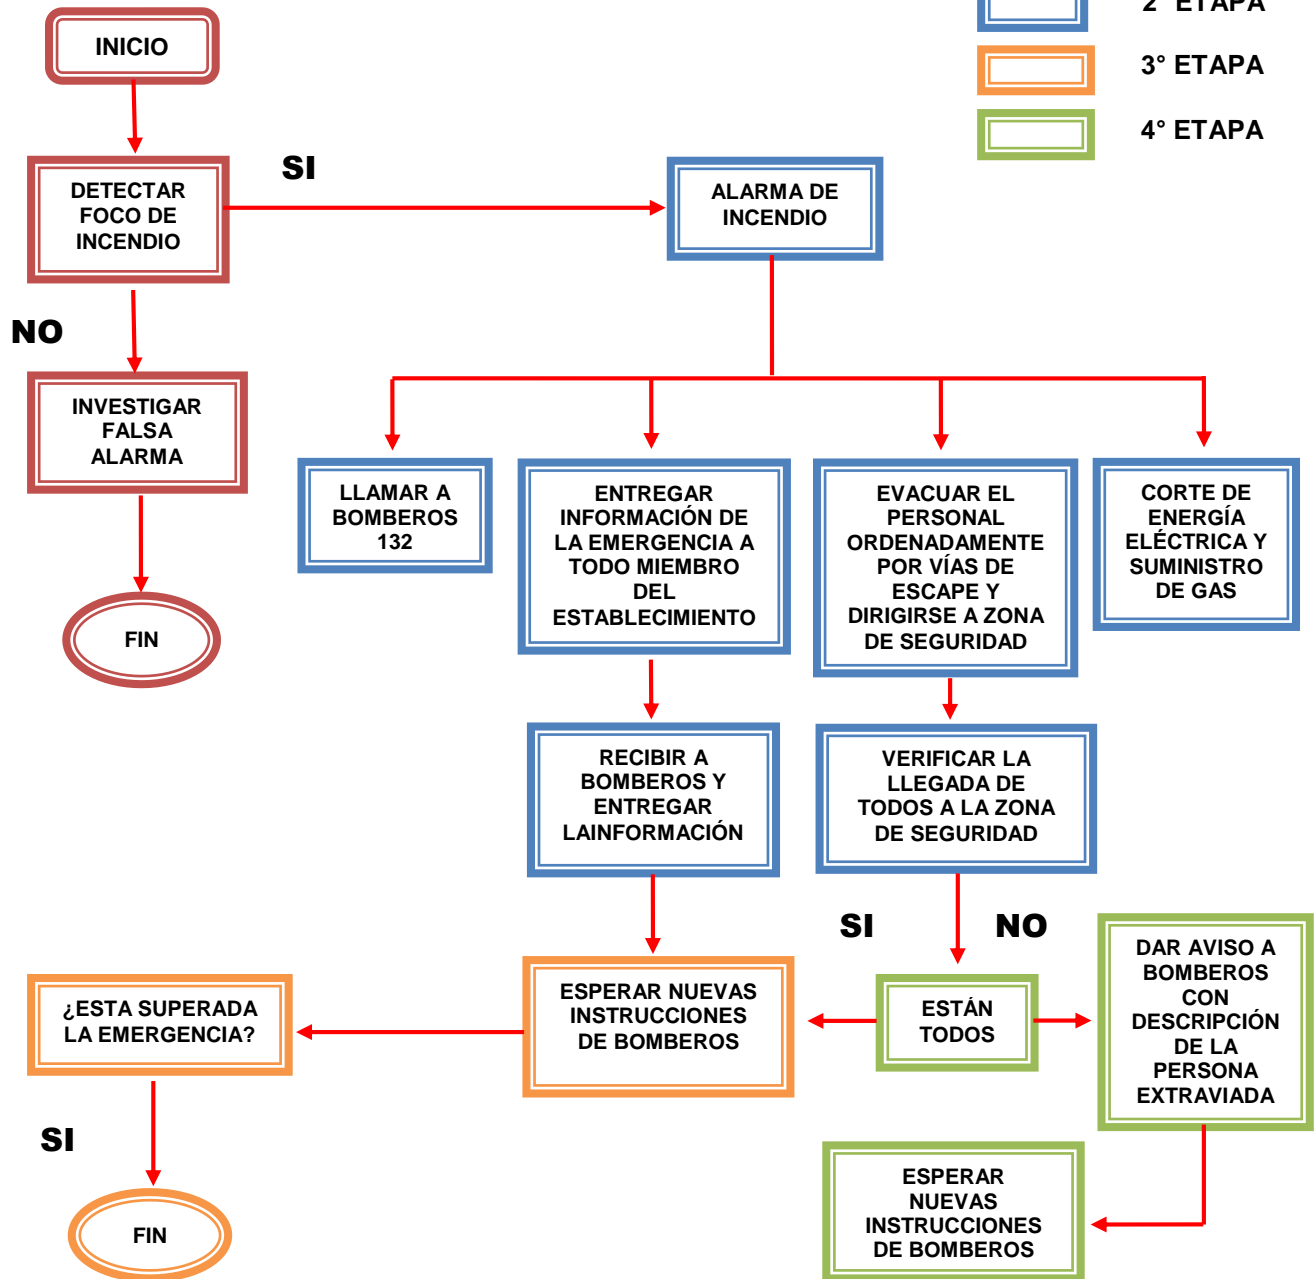 2° ETAPA
INICIO
3° ETAPA
4° ETAPA
SI
DETECTAR
FOCO DE
INCENDIO
ALARMA DE
INCENDIO
NO
INVESTIGAR
FALSA
ALARMA
LLAMAR A
BOMBEROS
132
ENTREGAR
INFORMACIÓN DE
LA EMERGENCIA A
TODO MIEMBRO
DEL
ESTABLECIMIENTO
EVACUAR EL
PERSONAL
ORDENADAMENTE
POR VÍAS DE
ESCAPE Y
DIRIGIRSE A ZONA
DE SEGURIDAD
CORTE DE
ENERGÍA
ELÉCTRICA Y
SUMINISTRO
DE GAS
FIN
RECIBIR A
BOMBEROS Y
ENTREGAR
LAINFORMACIÓN
VERIFICAR LA
LLEGADA DE
TODOS A LA ZONA
DE SEGURIDAD
SI
NO
¿ESTA SUPERADA
LA EMERGENCIA?
ESPERAR NUEVAS
INSTRUCCIONES
DE BOMBEROS
ESTÁN
TODOS
DAR AVISO A
BOMBEROS
CON
DESCRIPCIÓN
DE LA
PERSONA
EXTRAVIADA
SI
FIN
ESPERAR
NUEVAS
INSTRUCCIONES
DE BOMBEROS